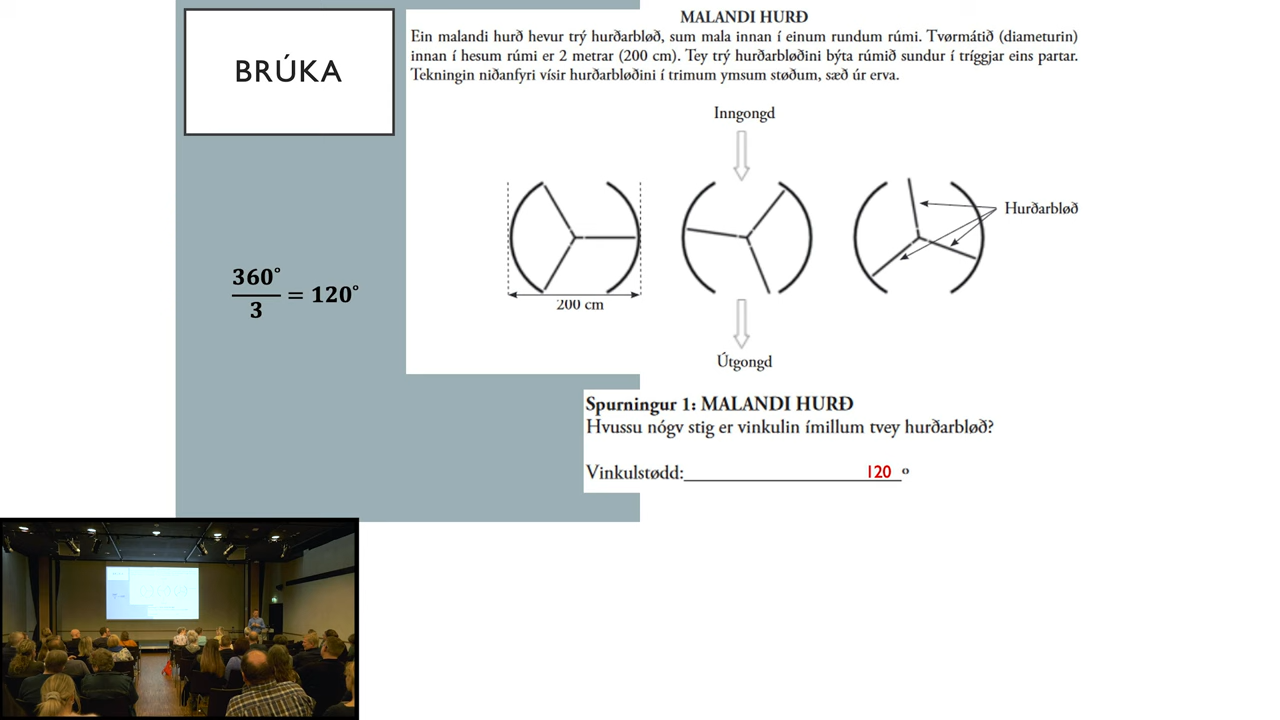 BRÚKA
MALANDI HURÐ
Ein malandi hurð hevur trý hurðarbløð, sum mala innan í einum rundum rúmi. Tvørmátið (diameturin)
innan í hesum rúmi er 2 metrar (200 cm). Tey trý hurðarbløðini býta rúmið sundur í tríggjar eins partar.
Tekningin niðanfyri vísir hurðarbløðini í trimum ymsum støðum, sæð úr erva.
Inngongd
Hurðarbløð
360°
3
= 120°
200 cm
Útgongd
Spurningur 1: MALANDI HURÐ
Hvussu nógv stig er vinkulin ímillum tvey hurðarbløð?
Vinkulstødd: 120 °